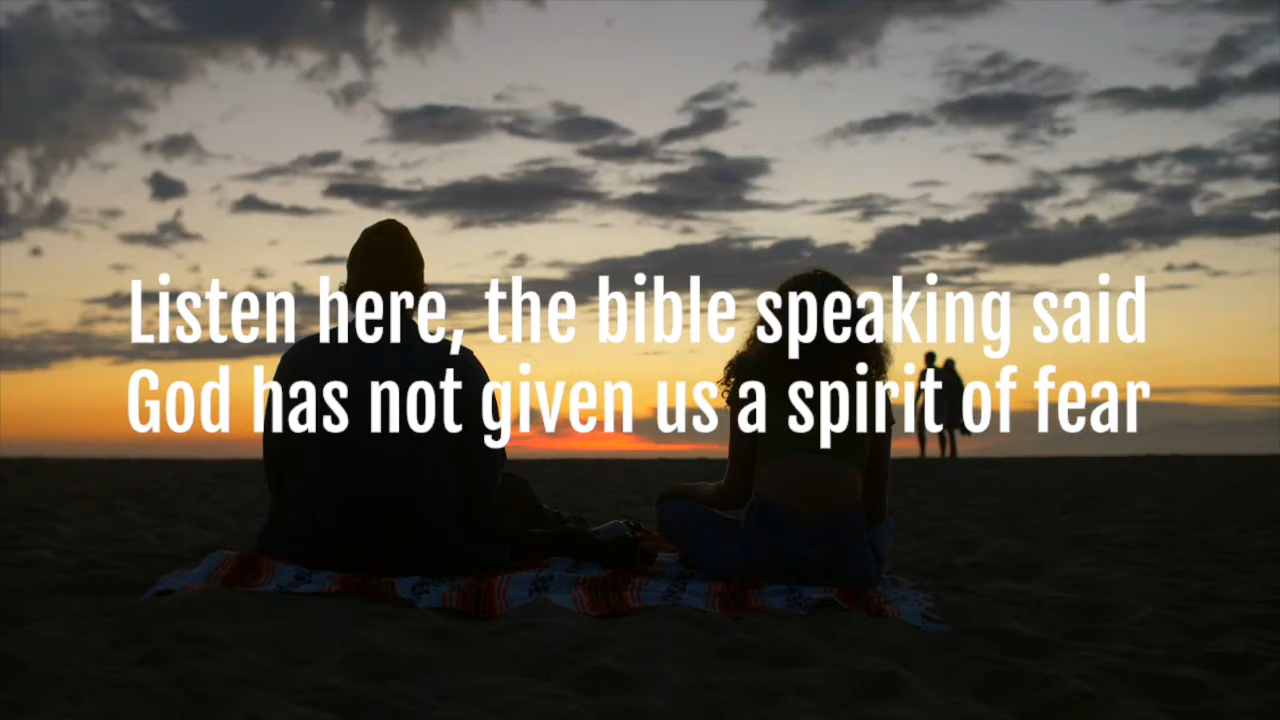 Listen here, the bible speaking said
God has not given us a spirit of fear